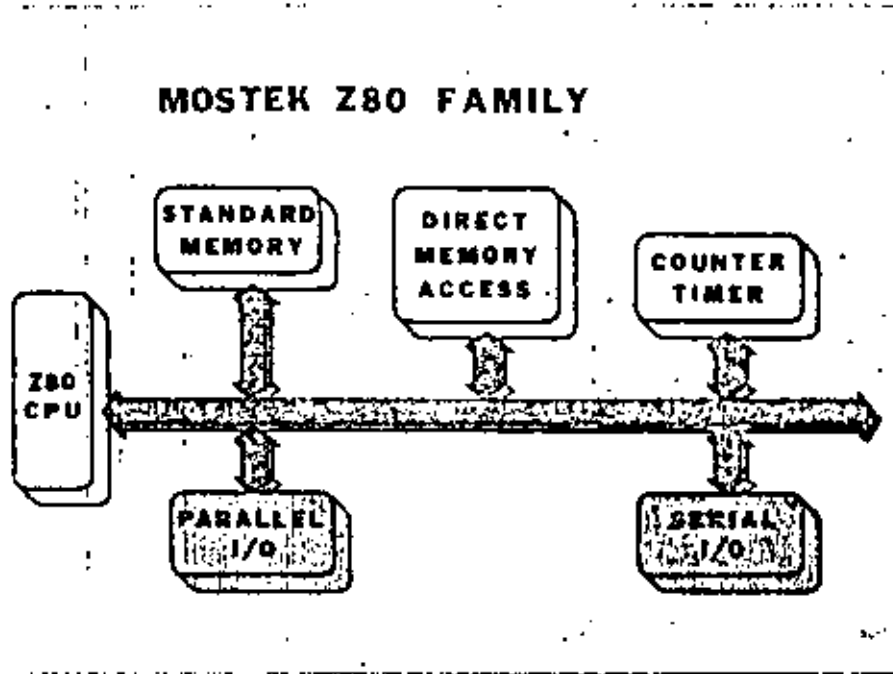 MOSTEK Z80 FAMILY
STANDARD
MEMORY
DIRECT
MEMORY
ACCESS
COUNTER
TIMER
Z80
CPU
PARALLEL
I/O
SERIAL
I/O